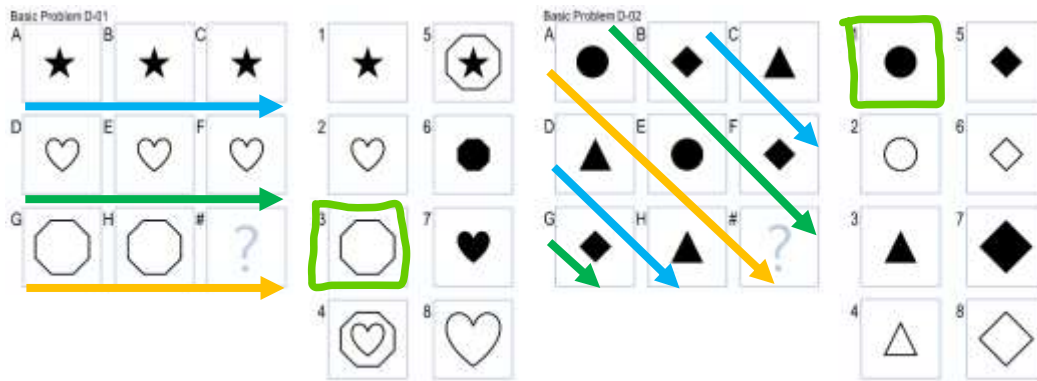 Basic Problem D-01
A B C
D E F
G H #
?
1 5
2 6
3 7
4 8
Basic Problem D-02
A B C
D E F
G H #
?
1 5
2 6
3 7
4 8